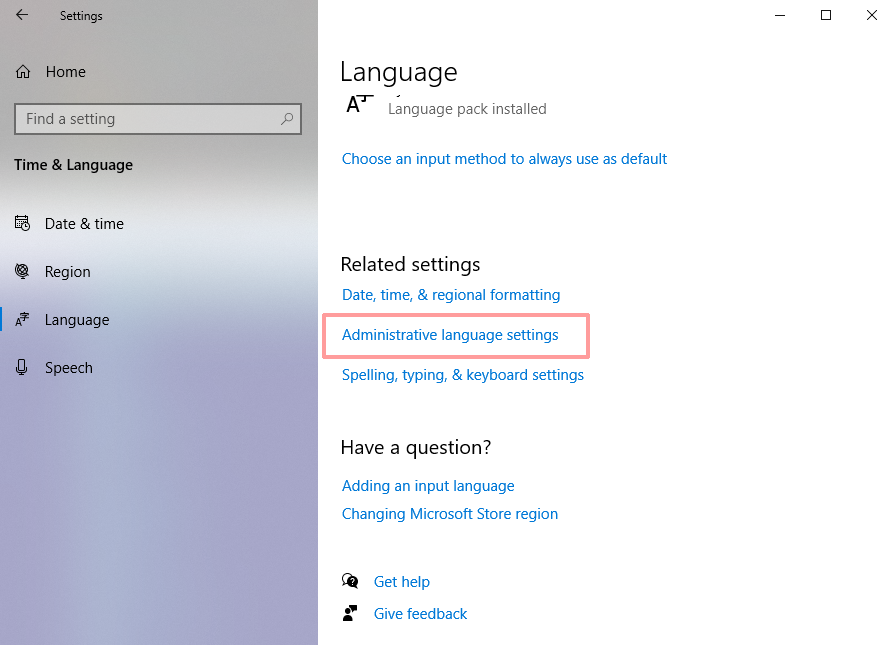 Settings
Home
Find a setting
Time & Language
Date & time
Region
Language
Speech
Language
Language pack installed
Choose an input method to always use as default
Related settings
Date, time, & regional formatting
Administrative language settings
Spelling, typing, & keyboard settings
Have a question?
Adding an input language
Changing Microsoft Store region
Get help
Give feedback